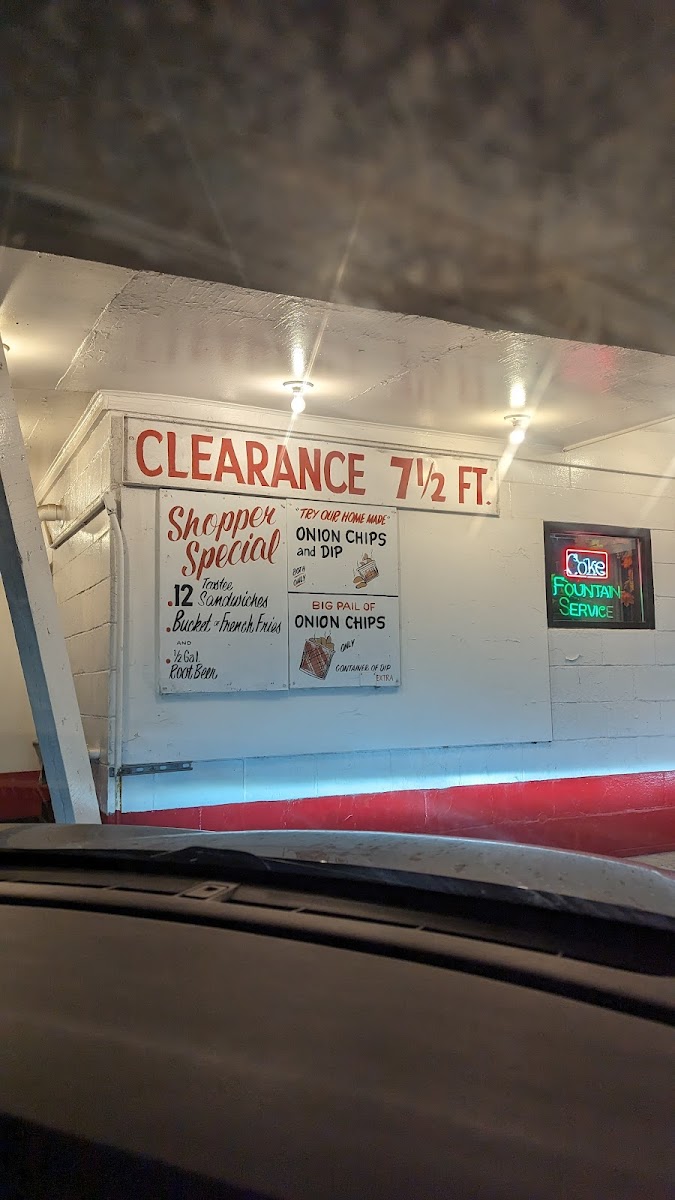 CLEARANCE 7½ FT.
Shopper
Special
.12 Tastee
Sandwiches
. Bucket of French Fries
AND
. ½ Gal.
Root Beer
"TRY OUR HOME MADE"
ONION CHIPS
and DIP
BOTH
ONLY
BIG PAIL OF
ONION CHIPS
ONLY
CONTAINER OF DIP
EXTRA
Coke
FOUNTAIN
SERVICE